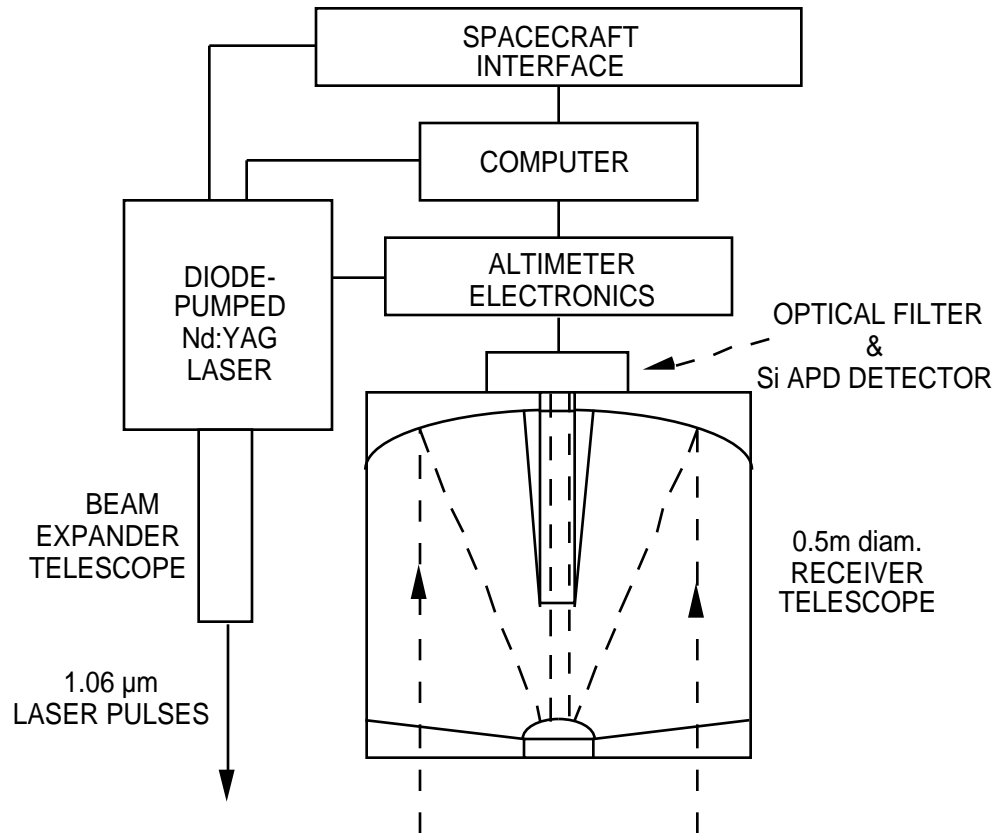 SPACECRAFT
INTERFACE
COMPUTER
ALTIMETER
ELECTRONICS
DIODE-
PUMPED
Nd:YAG
LASER
OPTICAL FILTER
&
Si APD DETECTOR
BEAM
EXPANDER
TELESCOPE
0.5m diam.
RECEIVER
TELESCOPE
1.06 µm
LASER PULSES